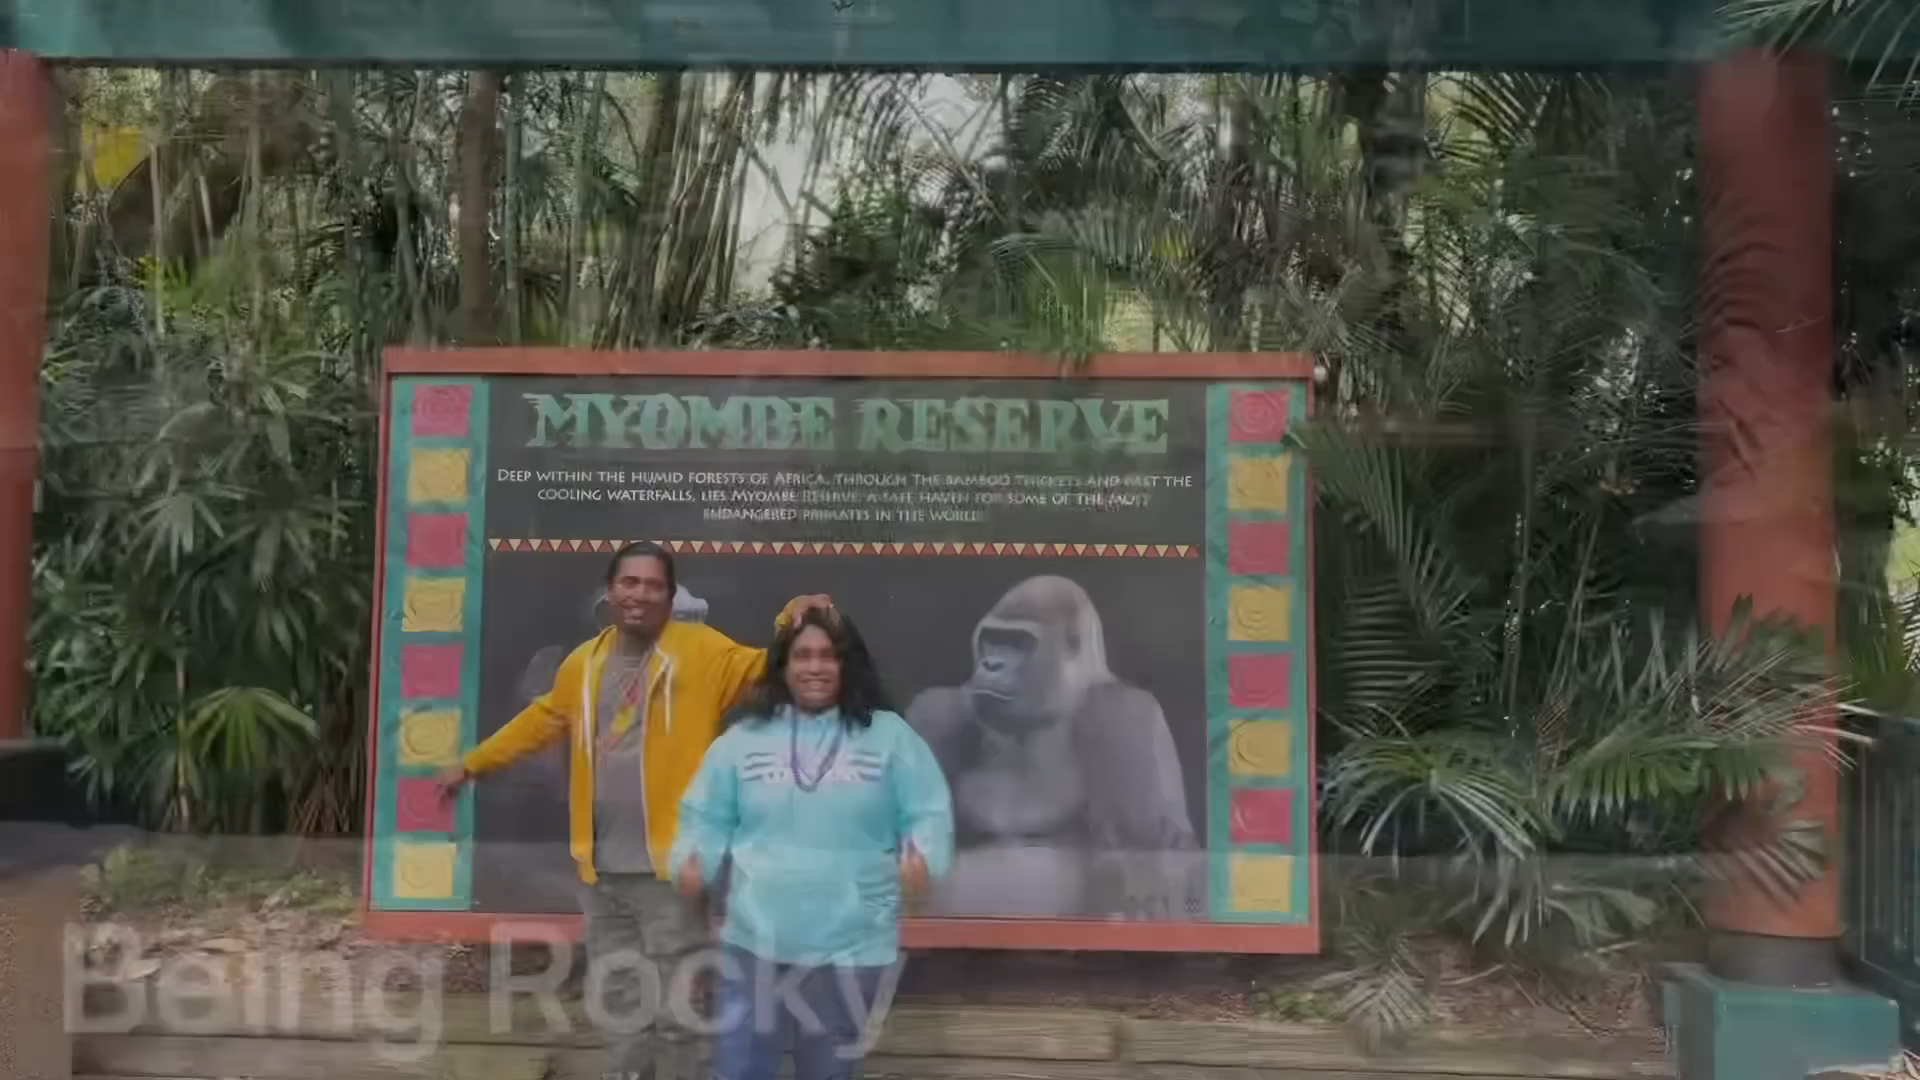 MYOMBE RESERVE
DEEP WITHIN THE HUMID FORESTS OF AFRICA, THROUGH THE BAMBOO THICKETS AND PAST THE
COOLING WATERFALLS, LIES MYOMBE RESERVE, A SAFE HAVEN FOR SOME OF THE MOST
ENDANGERED PRIMATES IN THE WORLD.
Being Rocky